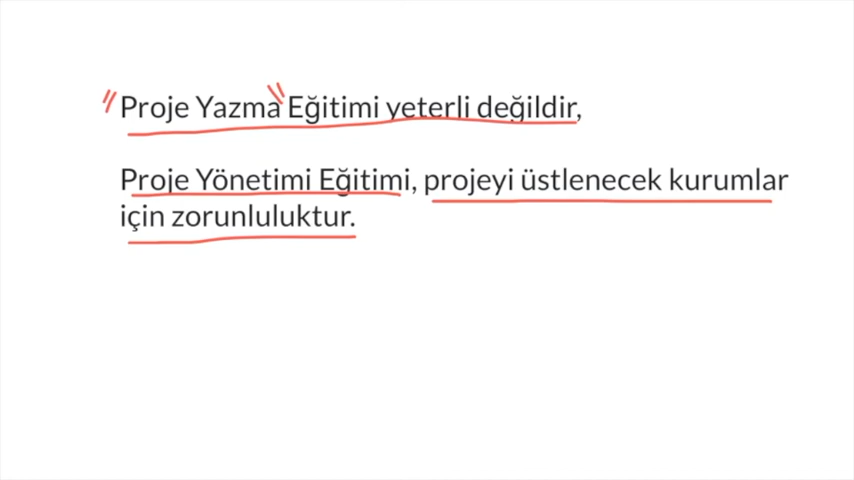 "Proje Yazma" Eğitimi yeterli değildir,
Proje Yönetimi Eğitimi, projeyi üstlenecek kurumlar
için zorunluluktur.